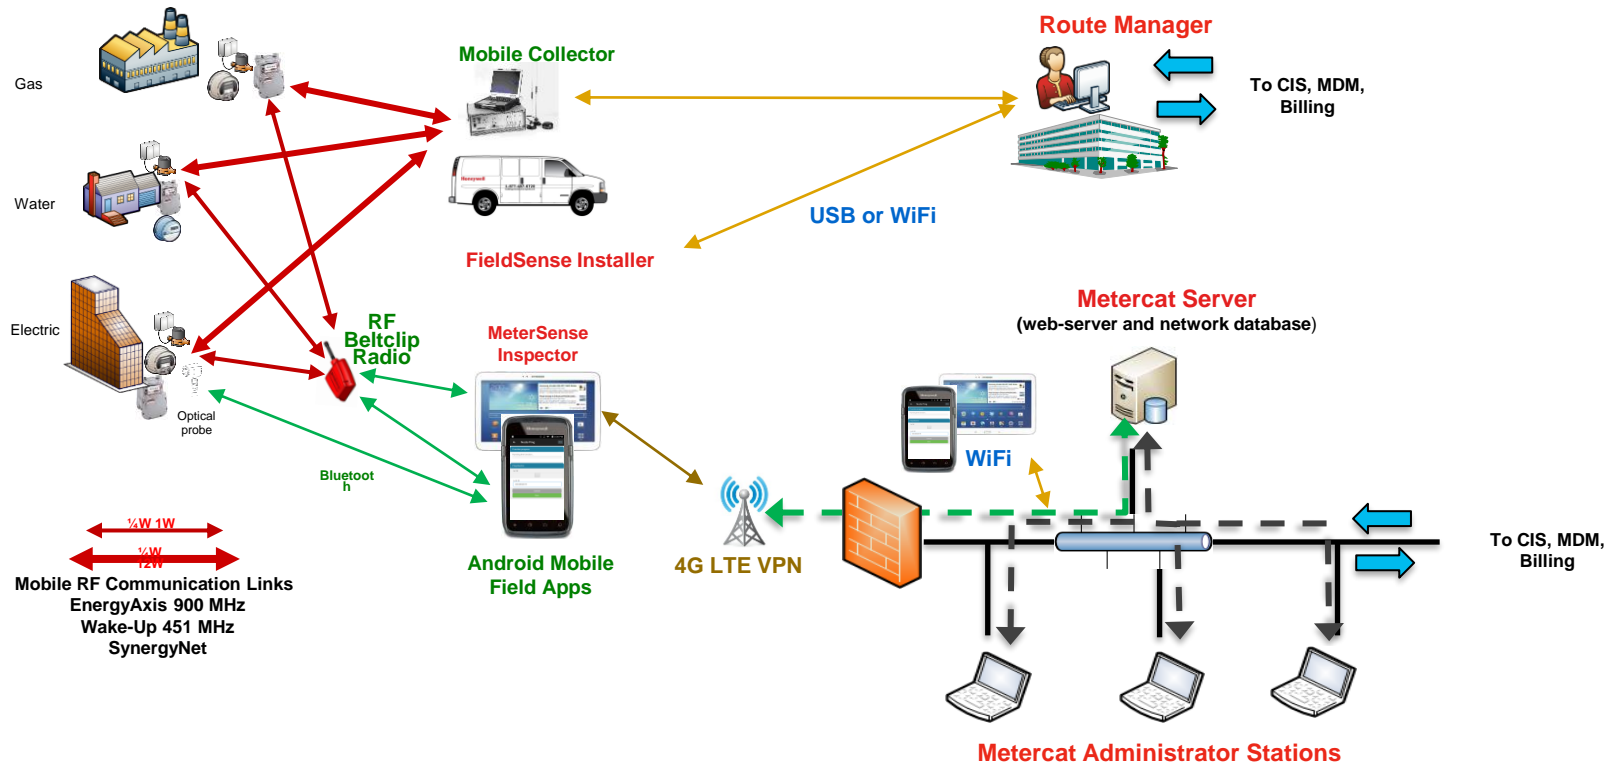 Route Manager
Mobile Collector
Gas
To CIS, MDM,
Billing
Honeywell
Water
USB or WiFi
FieldSense Installer
Metercat Server
(web-server and network database)
Electric
RF
Beltclip
Radio
MeterSense
Inspector
Optical
probe
Honeywell
WiFi
Bluetoot
h
¼W 1W
½W
12W
Mobile RF Communication Links
EnergyAxis 900 MHz
Wake-Up 451 MHz
SynergyNet
Android Mobile
Field Apps
4G LTE VPN
To CIS, MDM,
Billing
Metercat Administrator Stations